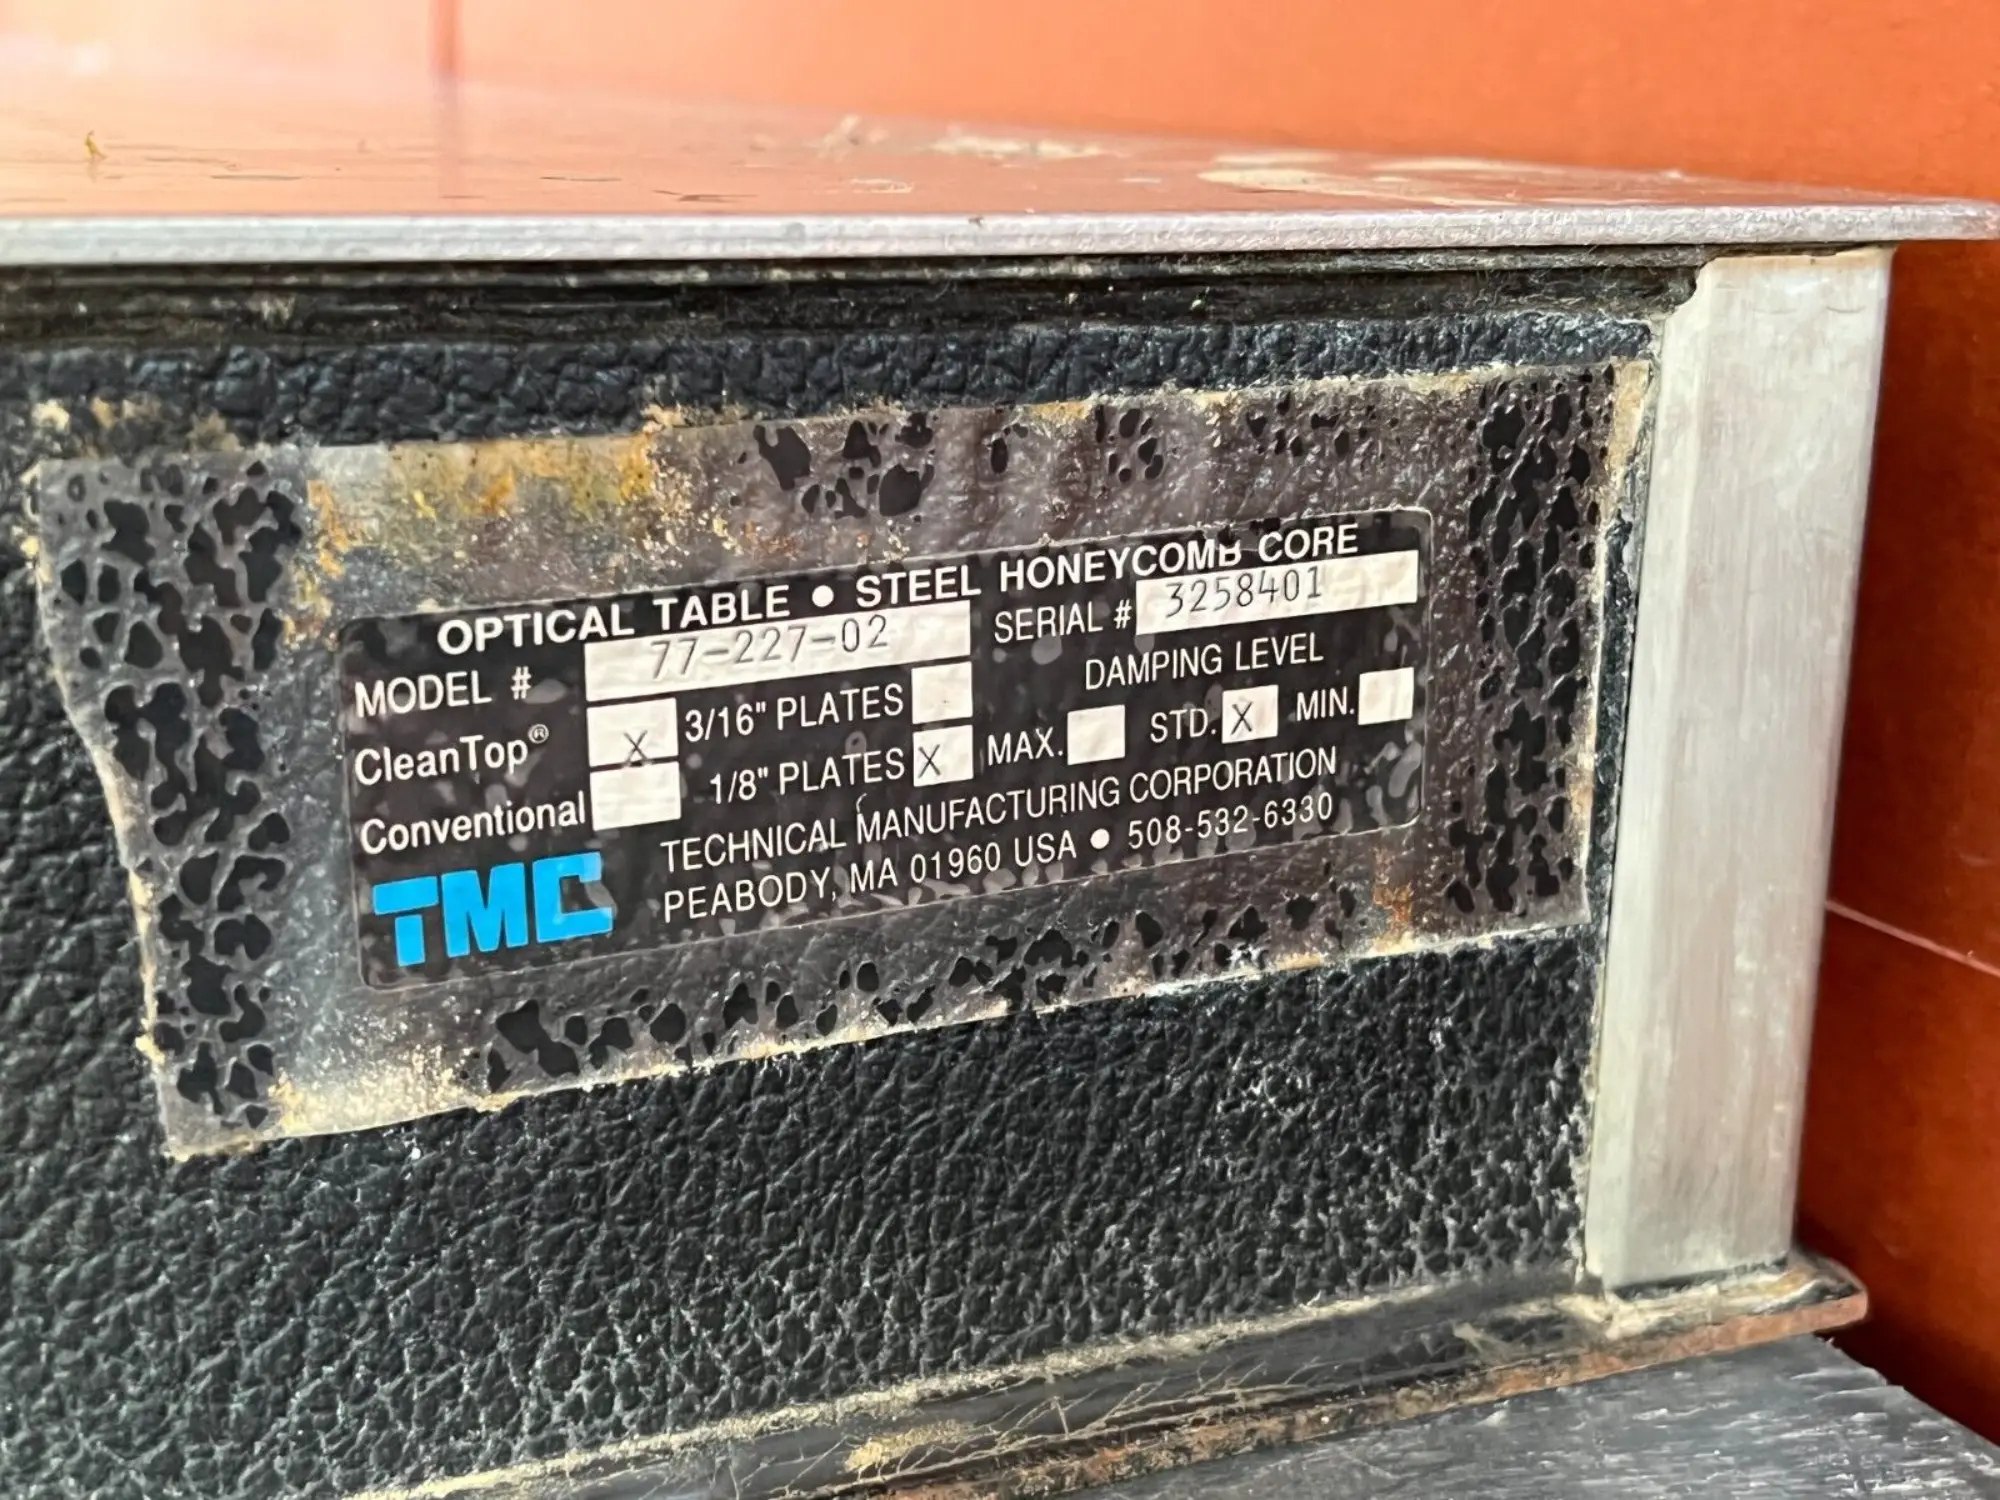 OPTICAL TABLE • STEEL HONEYCOMB CORE
MODEL # 77-227-02 SERIAL # 3258401
CleanTop® X 3/16" PLATES DAMPING LEVEL
Conventional 1/8" PLATES X MAX. STD. X MIN.
TMC TECHNICAL MANUFACTURING CORPORATION
PEABODY, MA 01960 USA • 508-532-6330